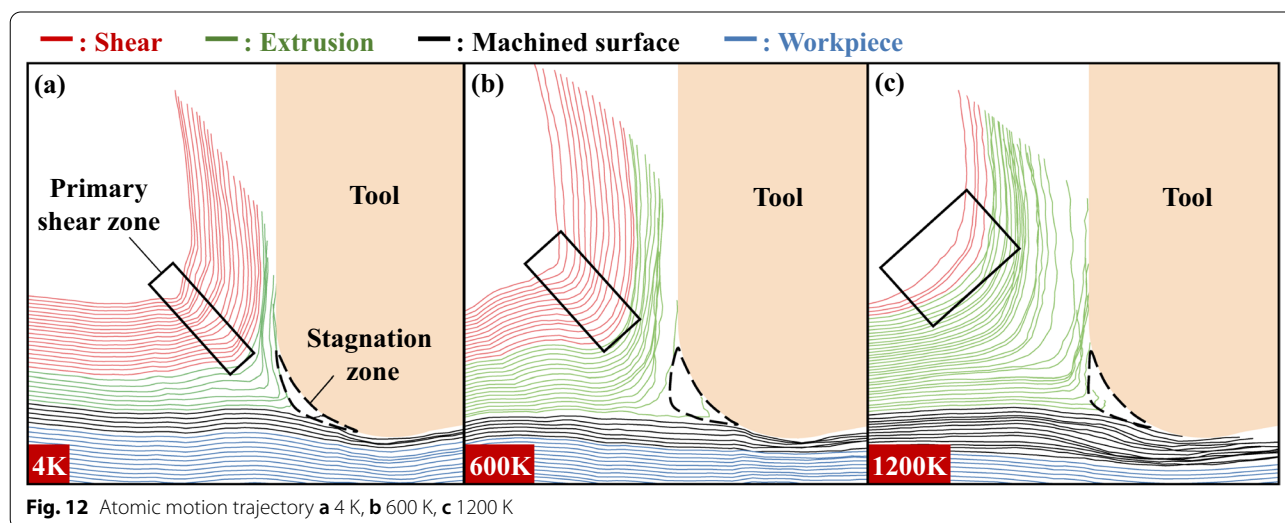 : Shear : Extrusion : Machined surface : Workpiece
(a) (b) (c)
Primary
shear zone
Tool Tool Tool
Stagnation
zone
4K 600K 1200K
Fig. 12 Atomic motion trajectory a 4 K, b 600 K, c 1200 K